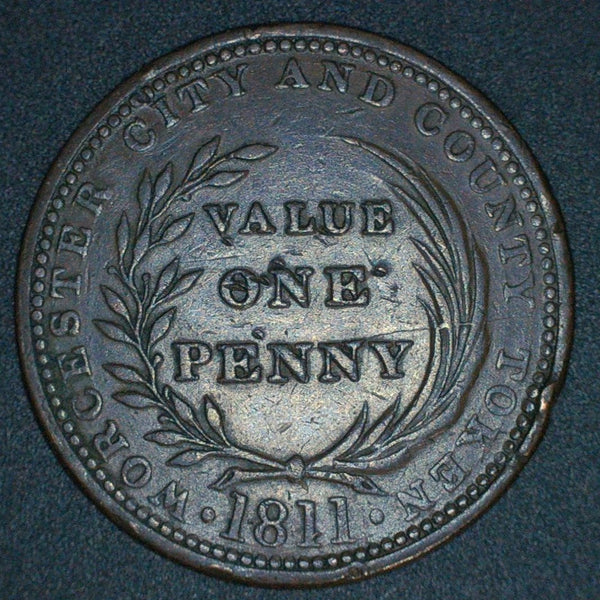 WORCESTER CITY AND COUNTY TOKEN
VALUE
ONE
PENNY
· 1811 ·